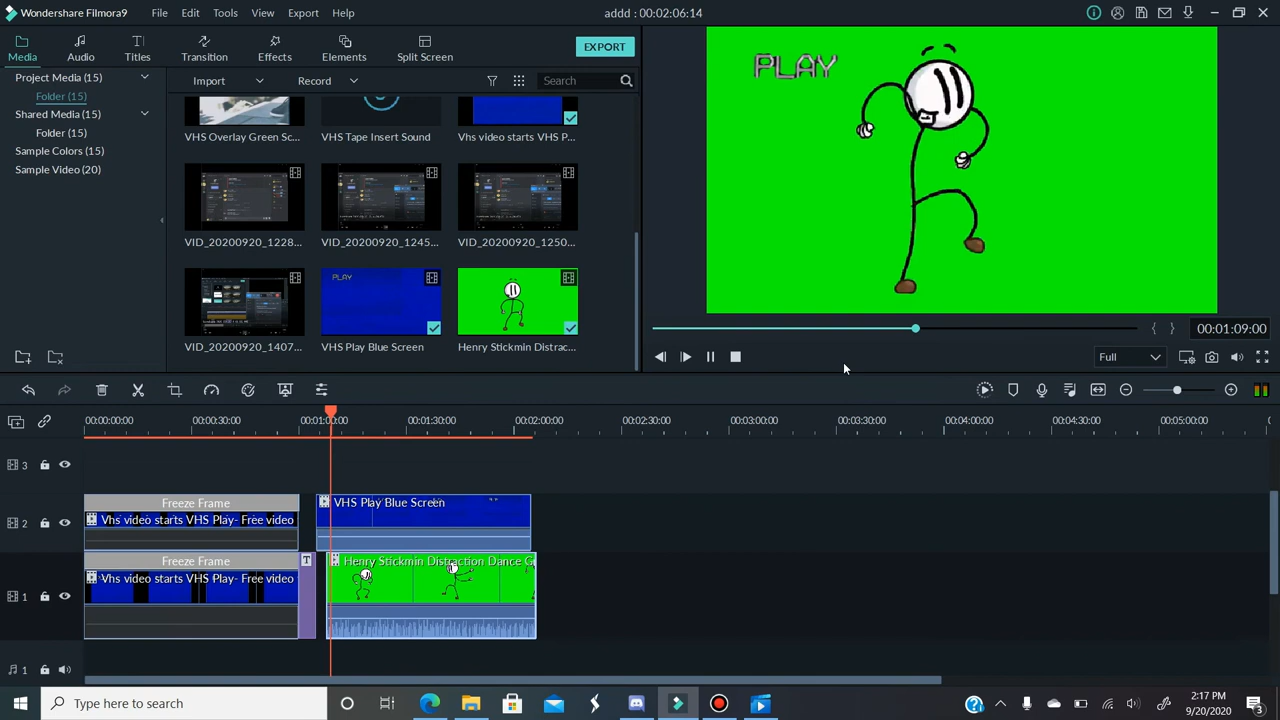 Wondershare Filmora9 File Edit Tools View Export Help addd : 00:02:06:14
Media Audio Titles Transition Effects Elements Split Screen EXPORT
Project Media (15) Import Record Search
Folder (15)
Shared Media (15)
Folder (15)
Sample Colors (15)
Sample Video (20)
VHS Overlay Green Sc... VHS Tape Insert Sound Vhs video starts VHS P...
VID_20200920_1228... VID_20200920_1245... VID_20200920_1250...
PLAY
VID_20200920_1407... VHS Play Blue Screen Henry Stickmin Distrac...
PLAY
00:01:09:00
Full
00:00:00:00 00:00:30:00 00:01:00:00 00:01:30:00 00:02:00:00 00:02:30:00 00:03:00:00 00:03:30:00 00:04:00:00 00:04:30:00 00:05:00:00
3
Freeze Frame VHS Play Blue Screen
2 Vhs video starts VHS Play- Free video
Freeze Frame T Henry Stickmin Distraction Dance G
1 Vhs video starts VHS Play- Free video
1
Type here to search 2:17 PM
9/20/2020 3